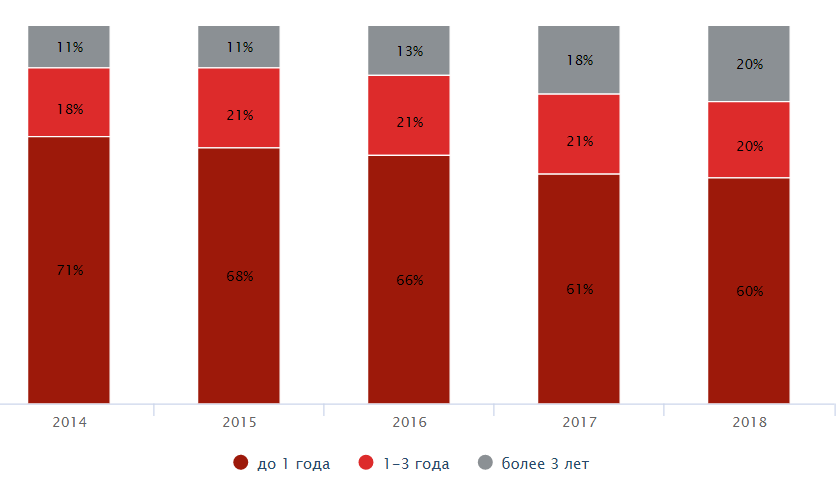 11% 11% 13% 18% 20%
18% 21% 21% 21% 20%
71% 68% 66% 61% 60%
2014 2015 2016 2017 2018
до 1 года 1–3 года более 3 лет